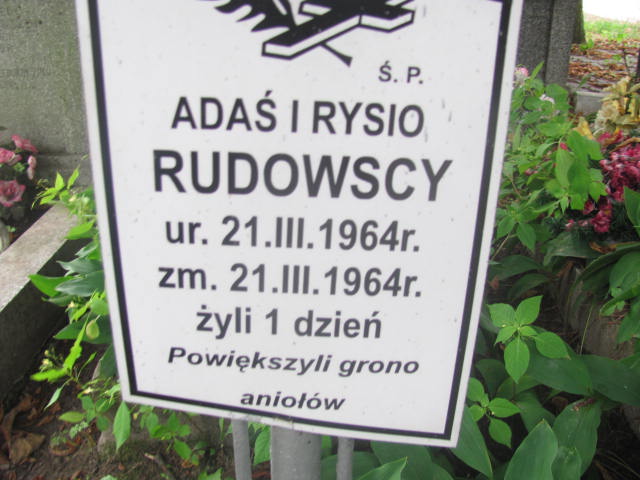 Ś. P.
ADAŚ I RYSIO
RUDOWSCY
ur. 21.III.1964r.
zm. 21.III.1964r.
żyli 1 dzień
Powiększyli grono
aniołów